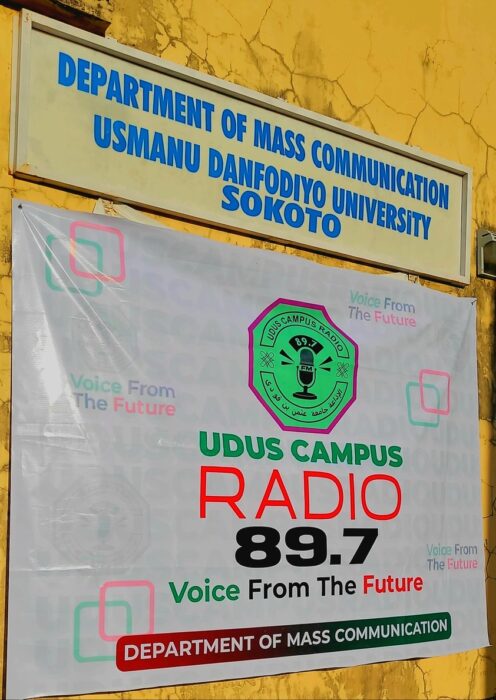 DEPARTMENT OF MASS COMMUNICATION
USMANU DANFODIYO UNIVERSITY
SOKOTO
Voice From
The Future
UDUS CAMPUS RADIO
89.7
FM
Voice From
The Future
UDUS CAMPUS
RADIO
89.7
Voice From
The Future
Voice From The Future
DEPARTMENT OF MASS COMMUNICATION